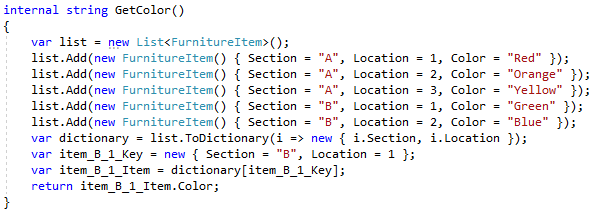 internal string GetColor()
{
    var list = new List<FurnitureItem>();
    list.Add(new FurnitureItem() { Section = "A", Location = 1, Color = "Red" });
    list.Add(new FurnitureItem() { Section = "A", Location = 2, Color = "Orange" });
    list.Add(new FurnitureItem() { Section = "A", Location = 3, Color = "Yellow" });
    list.Add(new FurnitureItem() { Section = "B", Location = 1, Color = "Green" });
    list.Add(new FurnitureItem() { Section = "B", Location = 2, Color = "Blue" });
    var dictionary = list.ToDictionary(i => new { i.Section, i.Location });
    var item_B_1_Key = new { Section = "B", Location = 1 };
    var item_B_1_Item = dictionary[item_B_1_Key];
    return item_B_1_Item.Color;
}